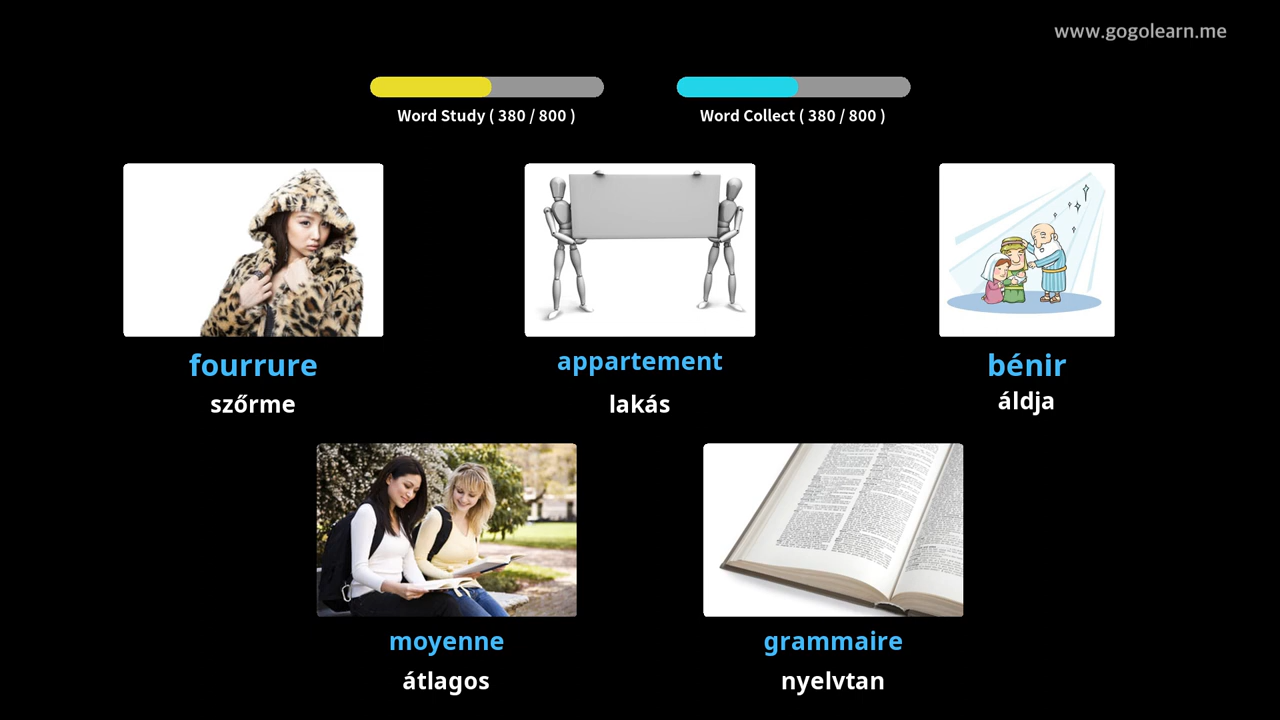 www.gogolearn.me
Word Study ( 380 / 800 )
Word Collect ( 380 / 800 )
fourrure
szőrme
appartement
lakás
bénir
áldja
moyenne
átlagos
grammaire
nyelvtan